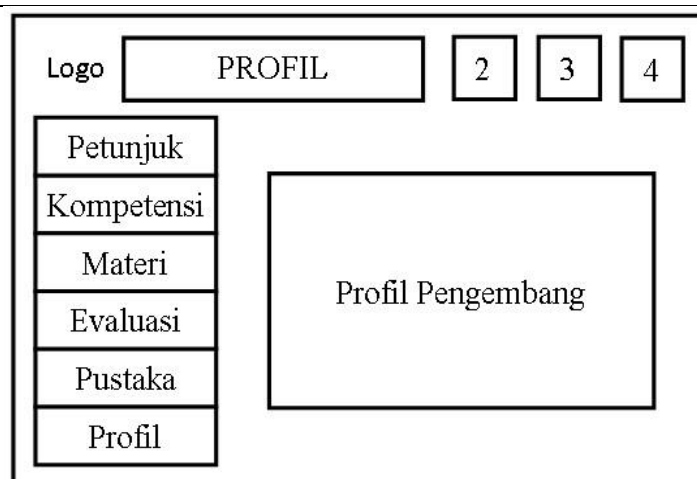 Logo
PROFIL
2
3
4
Petunjuk
Kompetensi
Materi
Evaluasi
Pustaka
Profil
Profil Pengembang